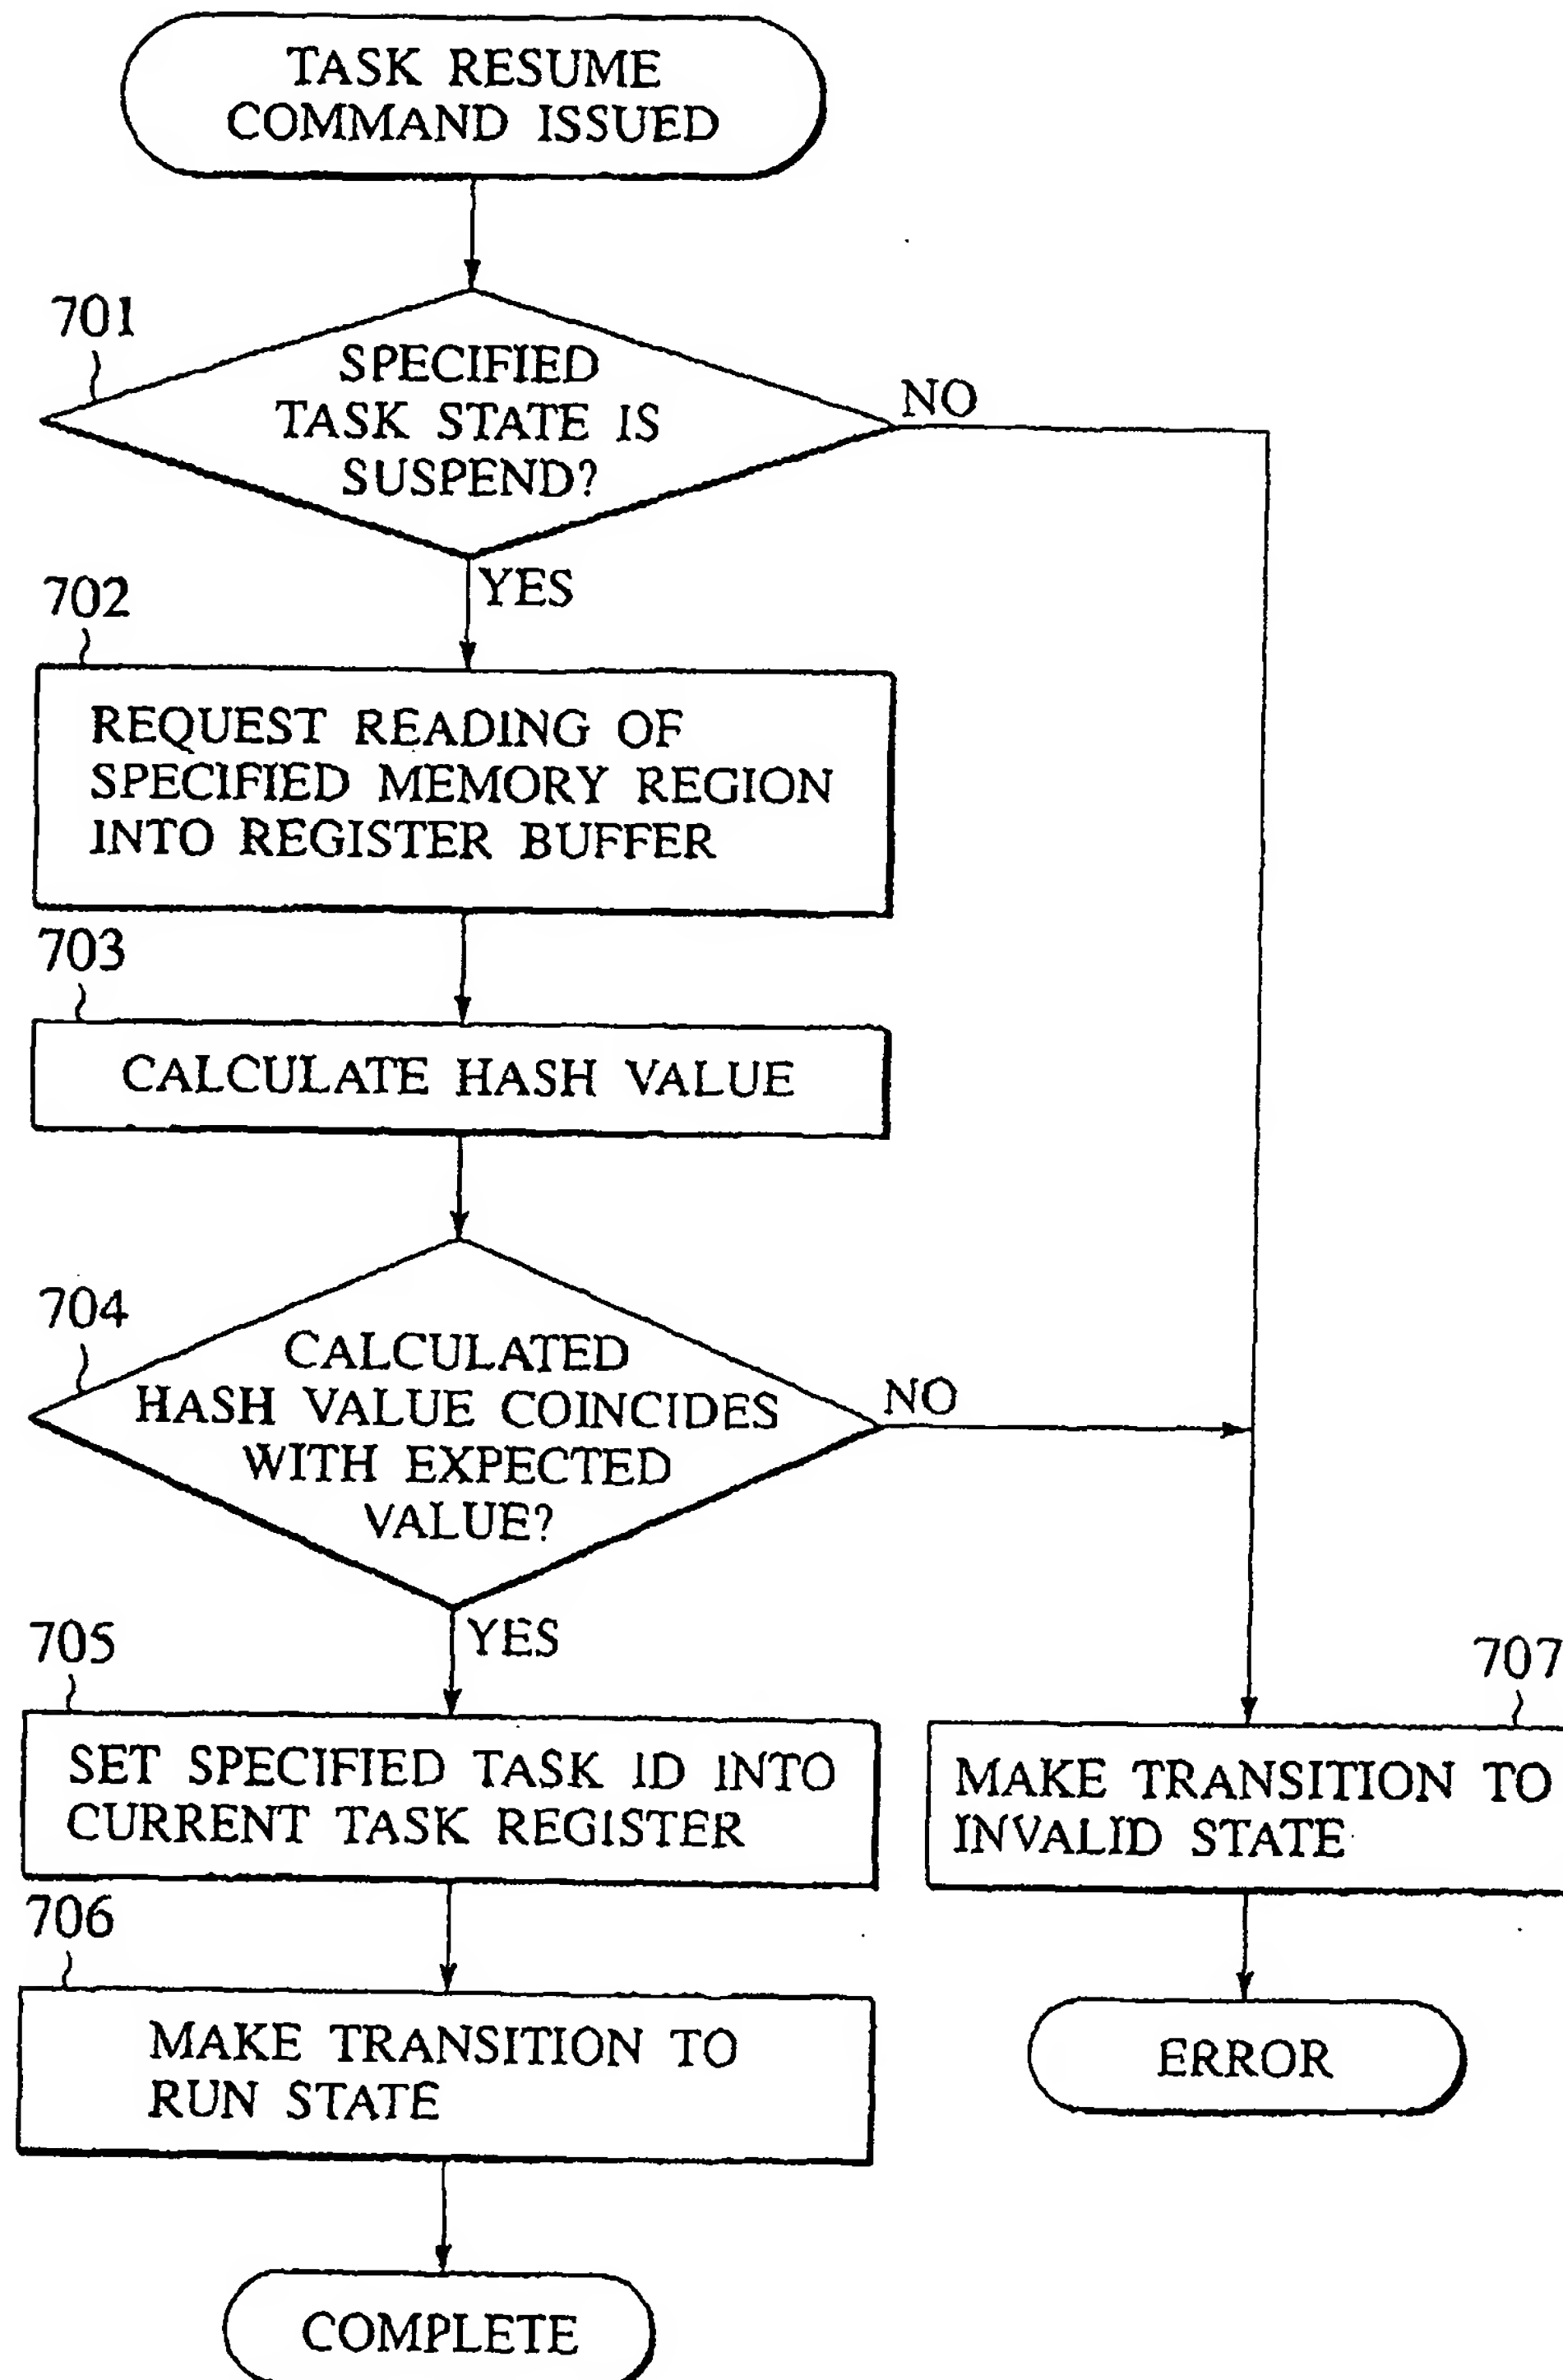 TASK RESUME
COMMAND ISSUED
701
SPECIFIED
TASK STATE IS
SUSPEND?
NO
YES
702
REQUEST READING OF
SPECIFIED MEMORY REGION
INTO REGISTER BUFFER
703
CALCULATE HASH VALUE
704
CALCULATED
HASH VALUE COINCIDES
WITH EXPECTED
VALUE?
NO
YES
705
SET SPECIFIED TASK ID INTO
CURRENT TASK REGISTER
706
MAKE TRANSITION TO
RUN STATE
COMPLETE
707
MAKE TRANSITION TO
INVALID STATE
ERROR